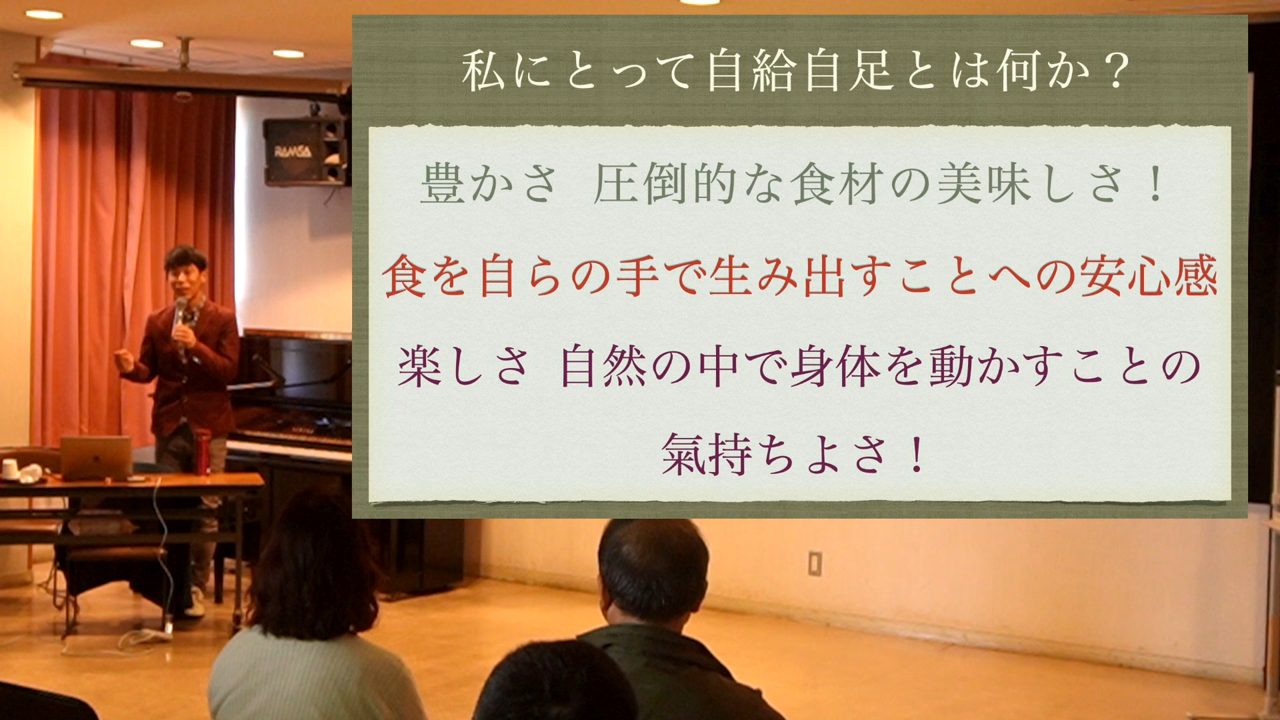 私にとって自給自足とは何か？
豊かさ 圧倒的な食材の美味しさ！
食を自らの手で生み出すことへの安心感
楽しさ 自然の中で身体を動かすことの
氣持ちよさ！
RAMSA